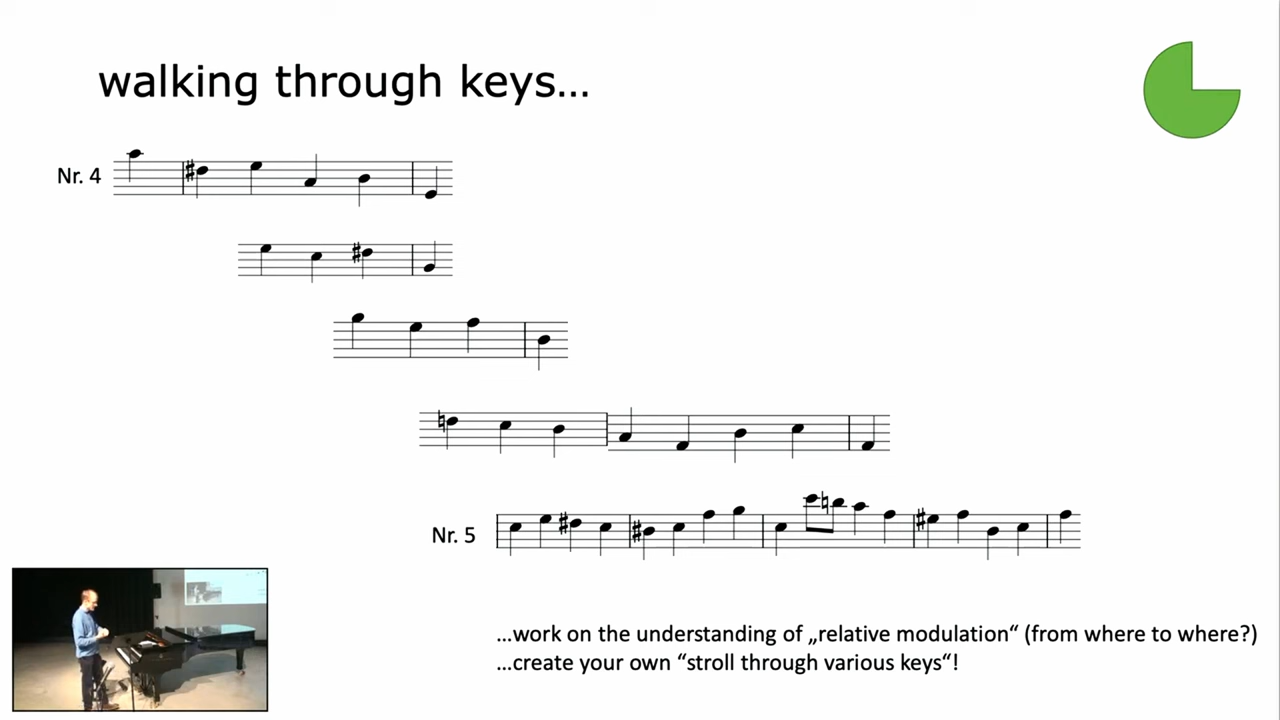 walking through keys...
Nr. 4
Nr. 5
...work on the understanding of „relative modulation“ (from where to where?)
...create your own “stroll through various keys“!